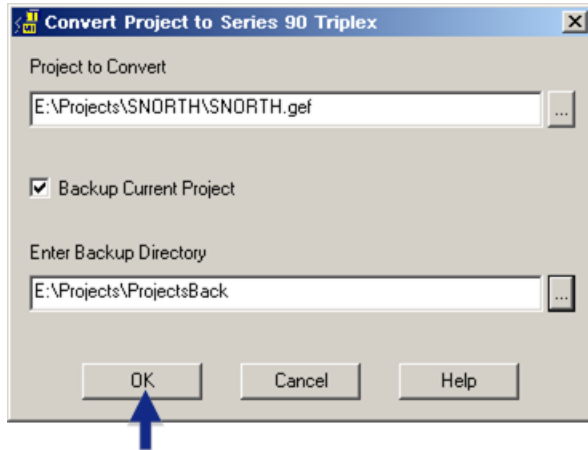 Convert Project to Series 90 Triplex
Project to Convert
E:\Projects\SNORTH\SNORTH.gef
...
Backup Current Project
Enter Backup Directory
E:\Projects\ProjectsBack
...
OK Cancel Help